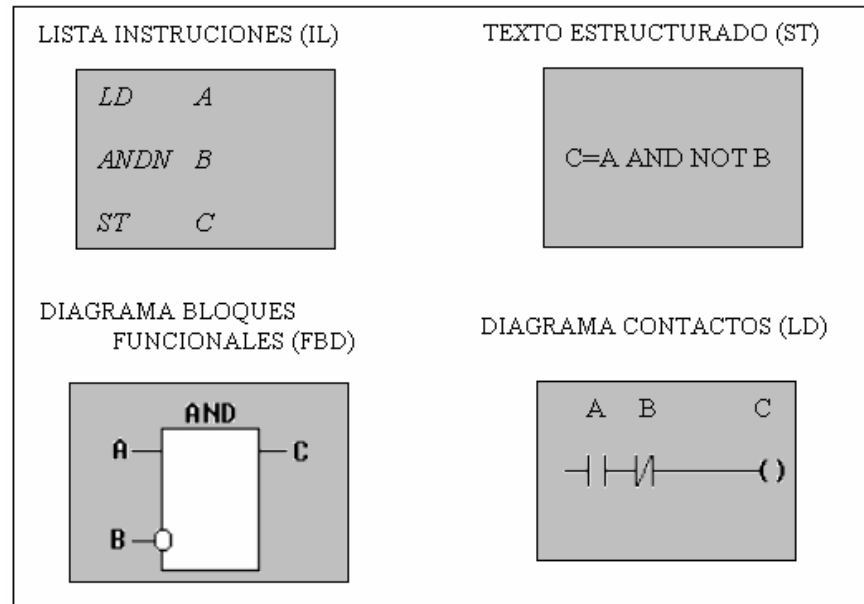 LISTA INSTRUCIONES (IL)
LD A
ANDN B
ST C
TEXTO ESTRUCTURADO (ST)
C=A AND NOT B
DIAGRAMA BLOQUES
FUNCIONALES (FBD)
AND
A C
B
DIAGRAMA CONTACTOS (LD)
A B C